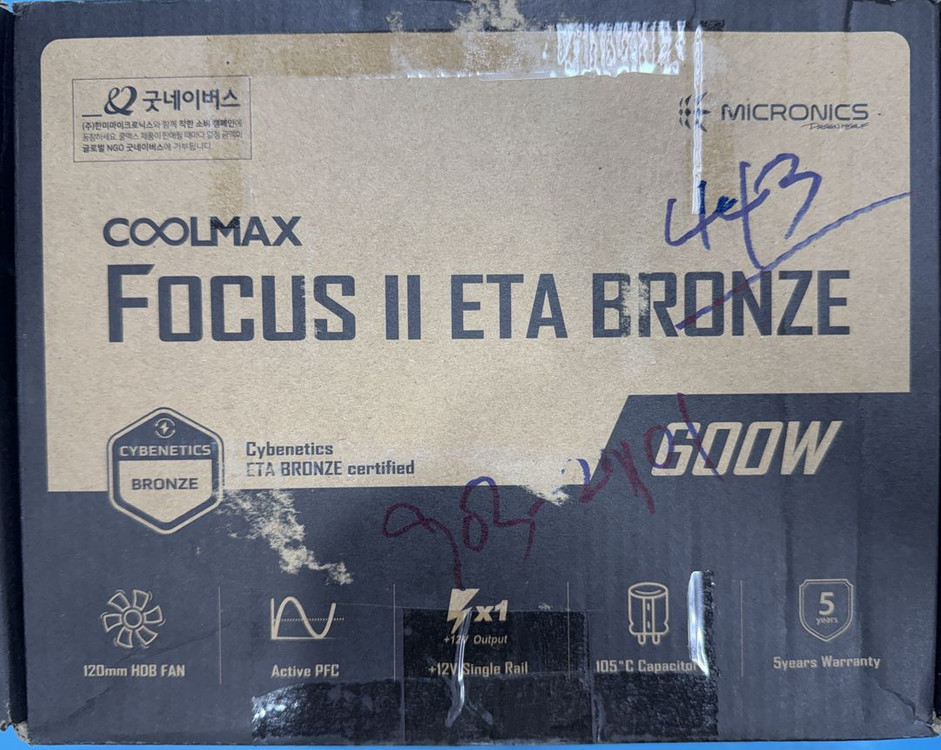 굿네이버스
(주)한미마이크로닉스와 함께 착한 소비 캠페인에
동참하세요. 쿨맥스 제품이 판매될 때마다 일정 금액이
글로벌 NGO 굿네이버스에 기부됩니다.
MICRONICS
443
COOLMAX
FOCUS II ETA BRONZE
CYBENETICS
BRONZE
Cybenetics
ETA BRONZE certified
600W
x1
+12V Output
5
years
120mm HDB FAN
Active PFC
+12V Single Rail
105°C Capacitor
5years Warranty